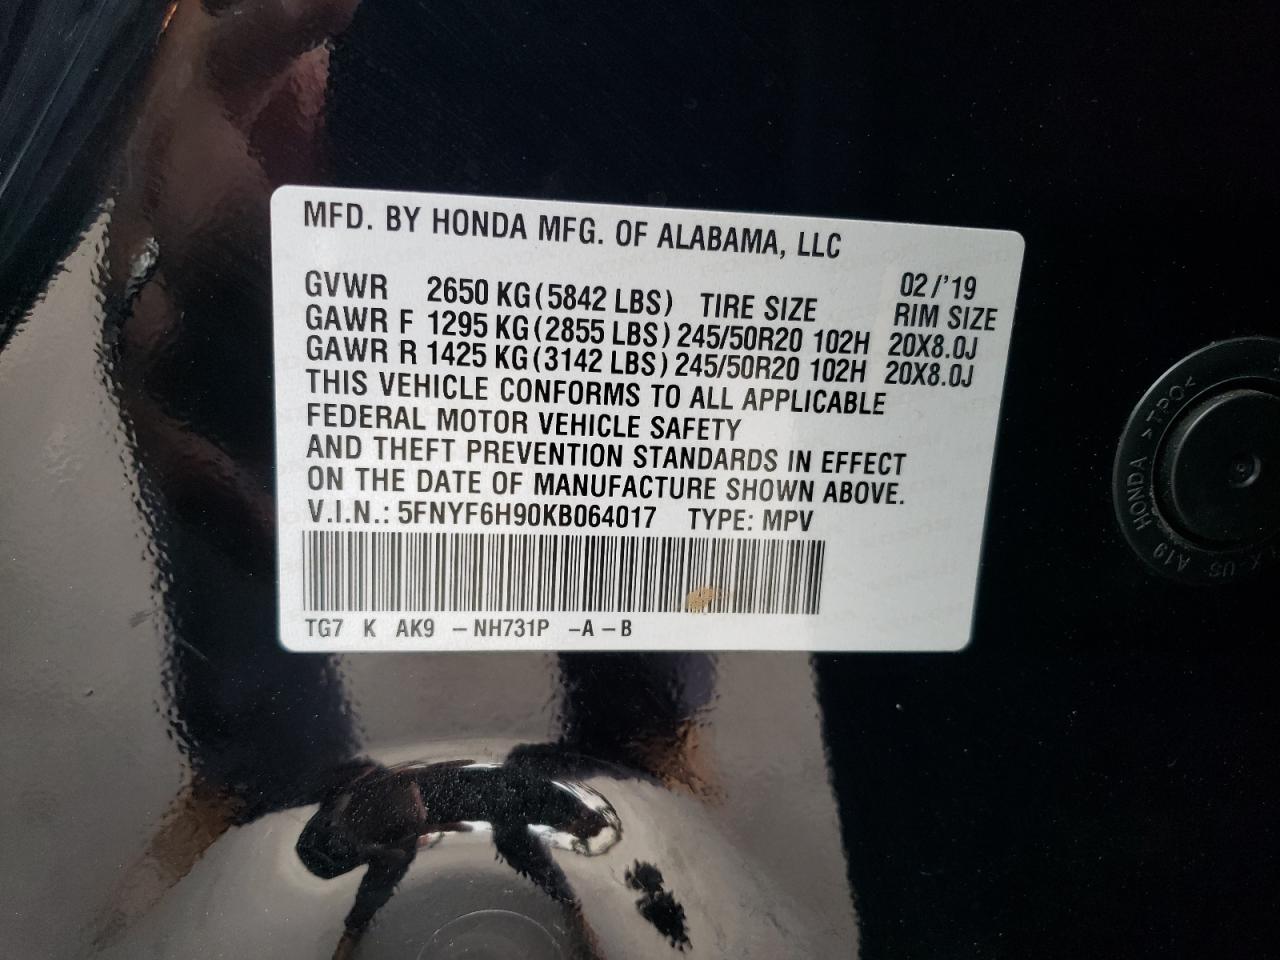 MFD. BY HONDA MFG. OF ALABAMA, LLC
02/'19
GVWR 2650 KG(5842 LBS) TIRE SIZE RIM SIZE
GAWR F 1295 KG(2855 LBS) 245/50R20 102H 20X8.0J
GAWR R 1425 KG(3142 LBS) 245/50R20 102H 20X8.0J
THIS VEHICLE CONFORMS TO ALL APPLICABLE
FEDERAL MOTOR VEHICLE SAFETY
AND THEFT PREVENTION STANDARDS IN EFFECT
ON THE DATE OF MANUFACTURE SHOWN ABOVE.
V.I.N.: 5FNYF6H90KB064017 TYPE: MPV
TG7 K AK9 -NH731P -A-B
A19 HONDA >TPO<